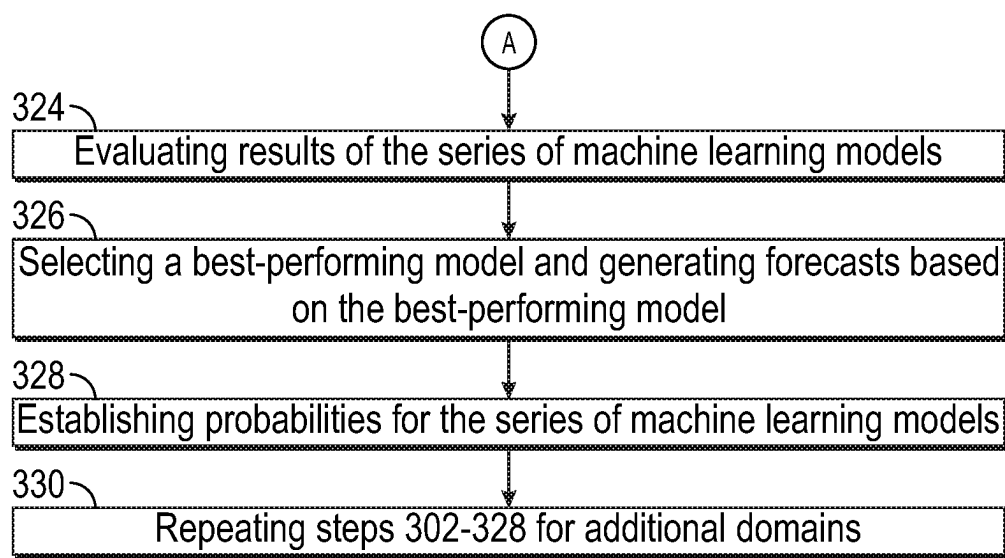 A
324
Evaluating results of the series of machine learning models
326
Selecting a best-performing model and generating forecasts based
on the best-performing model
328
Establishing probabilities for the series of machine learning models
330
Repeating steps 302-328 for additional domains